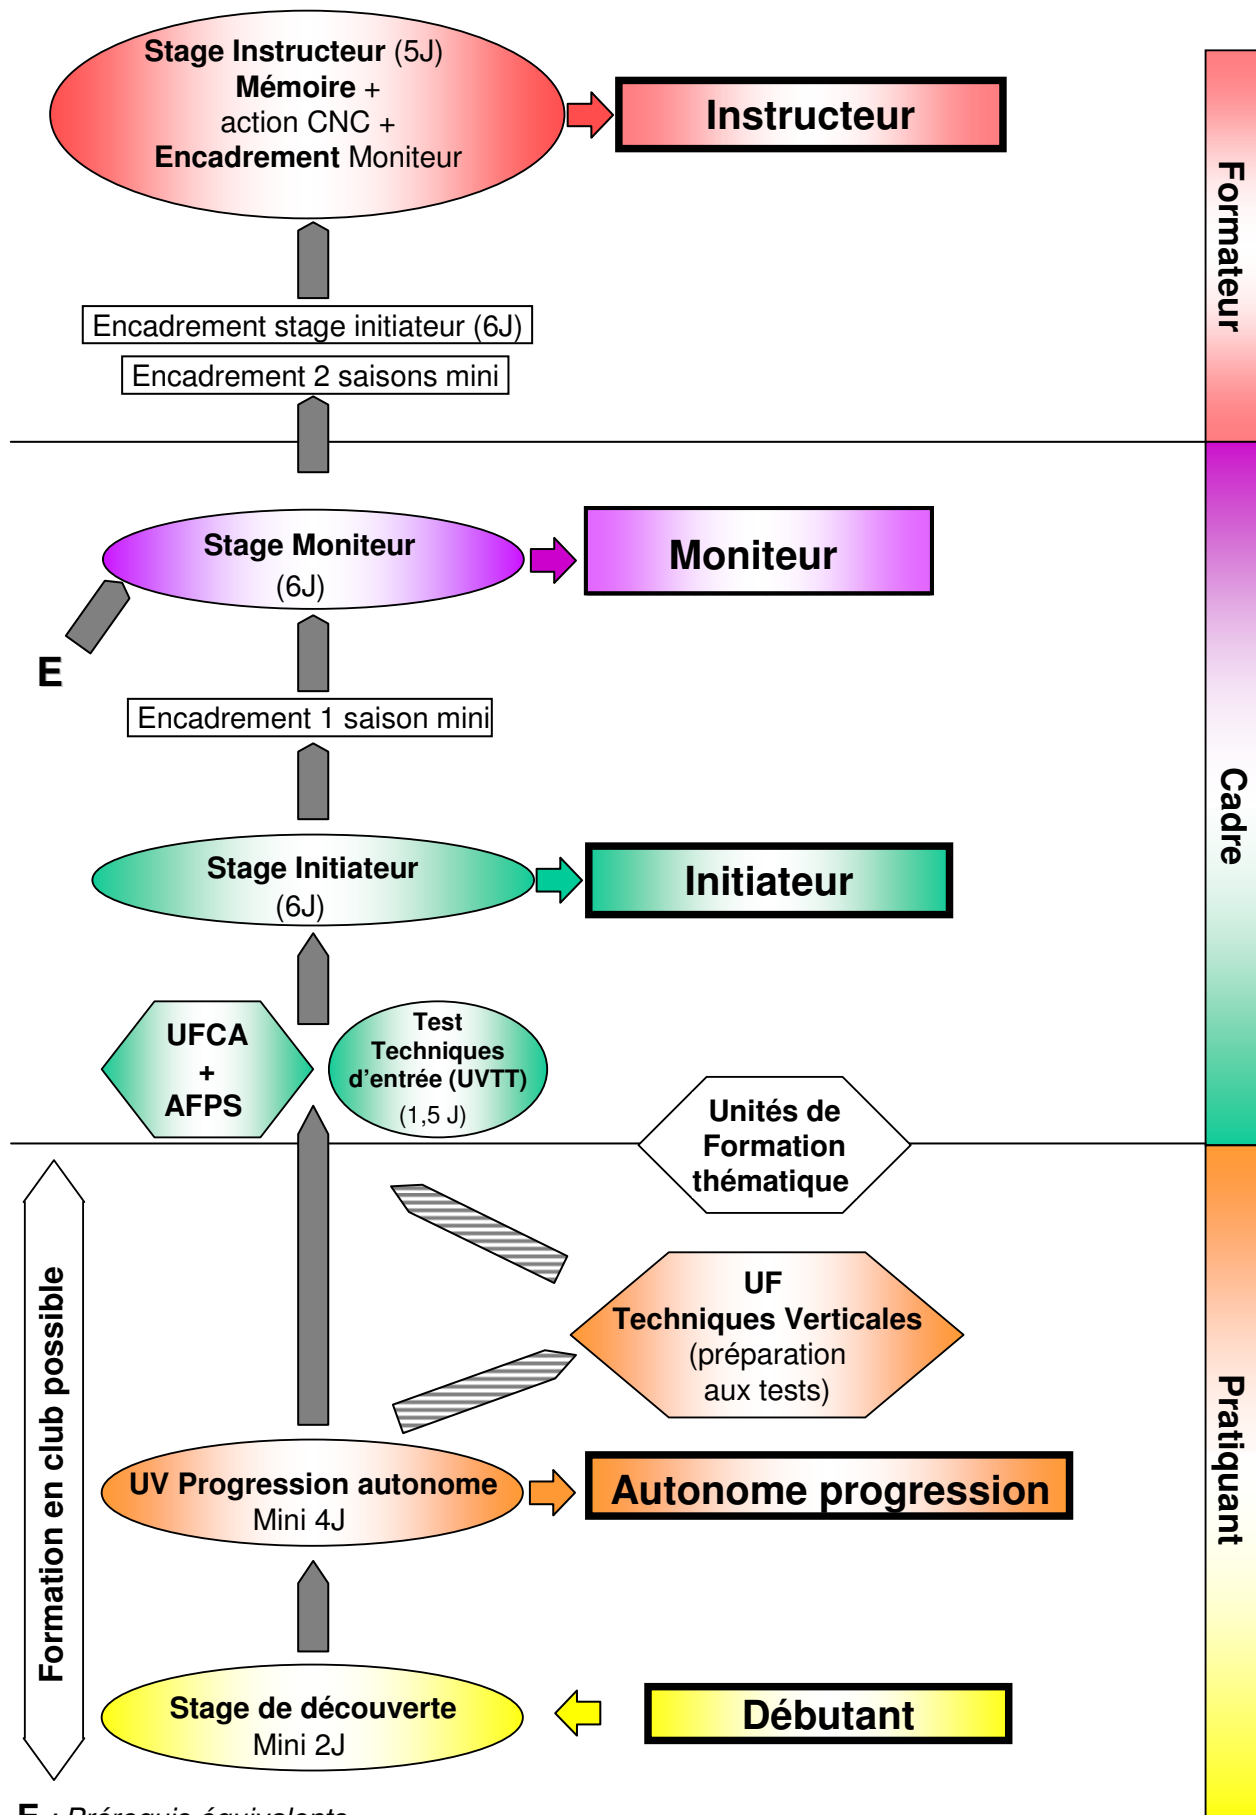 Stage Instructeur (5J)
Mémoire +
action CNC +
Encadrement Moniteur
Instructeur
Formateur
Encadrement stage initiateur (6J)
Encadrement 2 saisons mini
Stage Moniteur
(6J)
Moniteur
E
Encadrement 1 saison mini
Cadre
Stage Initiateur
(6J)
Initiateur
UFCA
+
AFPS
Test
Techniques
d'entrée (UVTT)
(1,5 J)
Unités de
Formation
thématique
Formation en club possible
UF
Techniques Verticales
(préparation
aux tests)
Pratiquant
UV Progression autonome
Mini 4J
Autonome progression
Stage de découverte
Mini 2J
Débutant
E : Prérequis équivalents